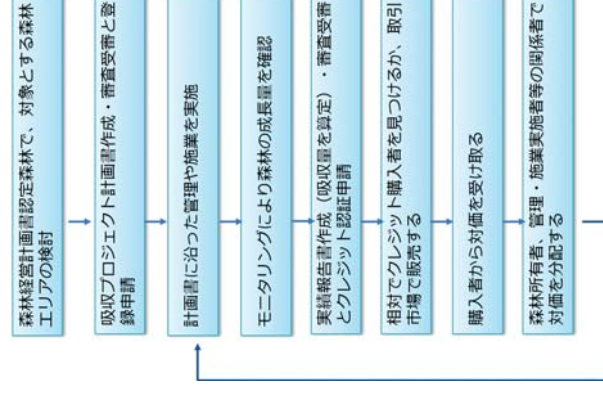 森林経営計画書認定森林で、対象とする森林
エリアの検討
吸収プロジェクト計画書作成・審査受審と登
録申請
計画書に沿った管理や施業を実施
モニタリングにより森林の成長量を確認
実績報告書作成（吸収量を算定）・審査受審
とクレジット認証申請
相対でクレジット購入者を見つけるか、取引
市場で販売する
購入者から対価を受け取る
森林所有者、管理・施業実施者等の関係者で
対価を分配する